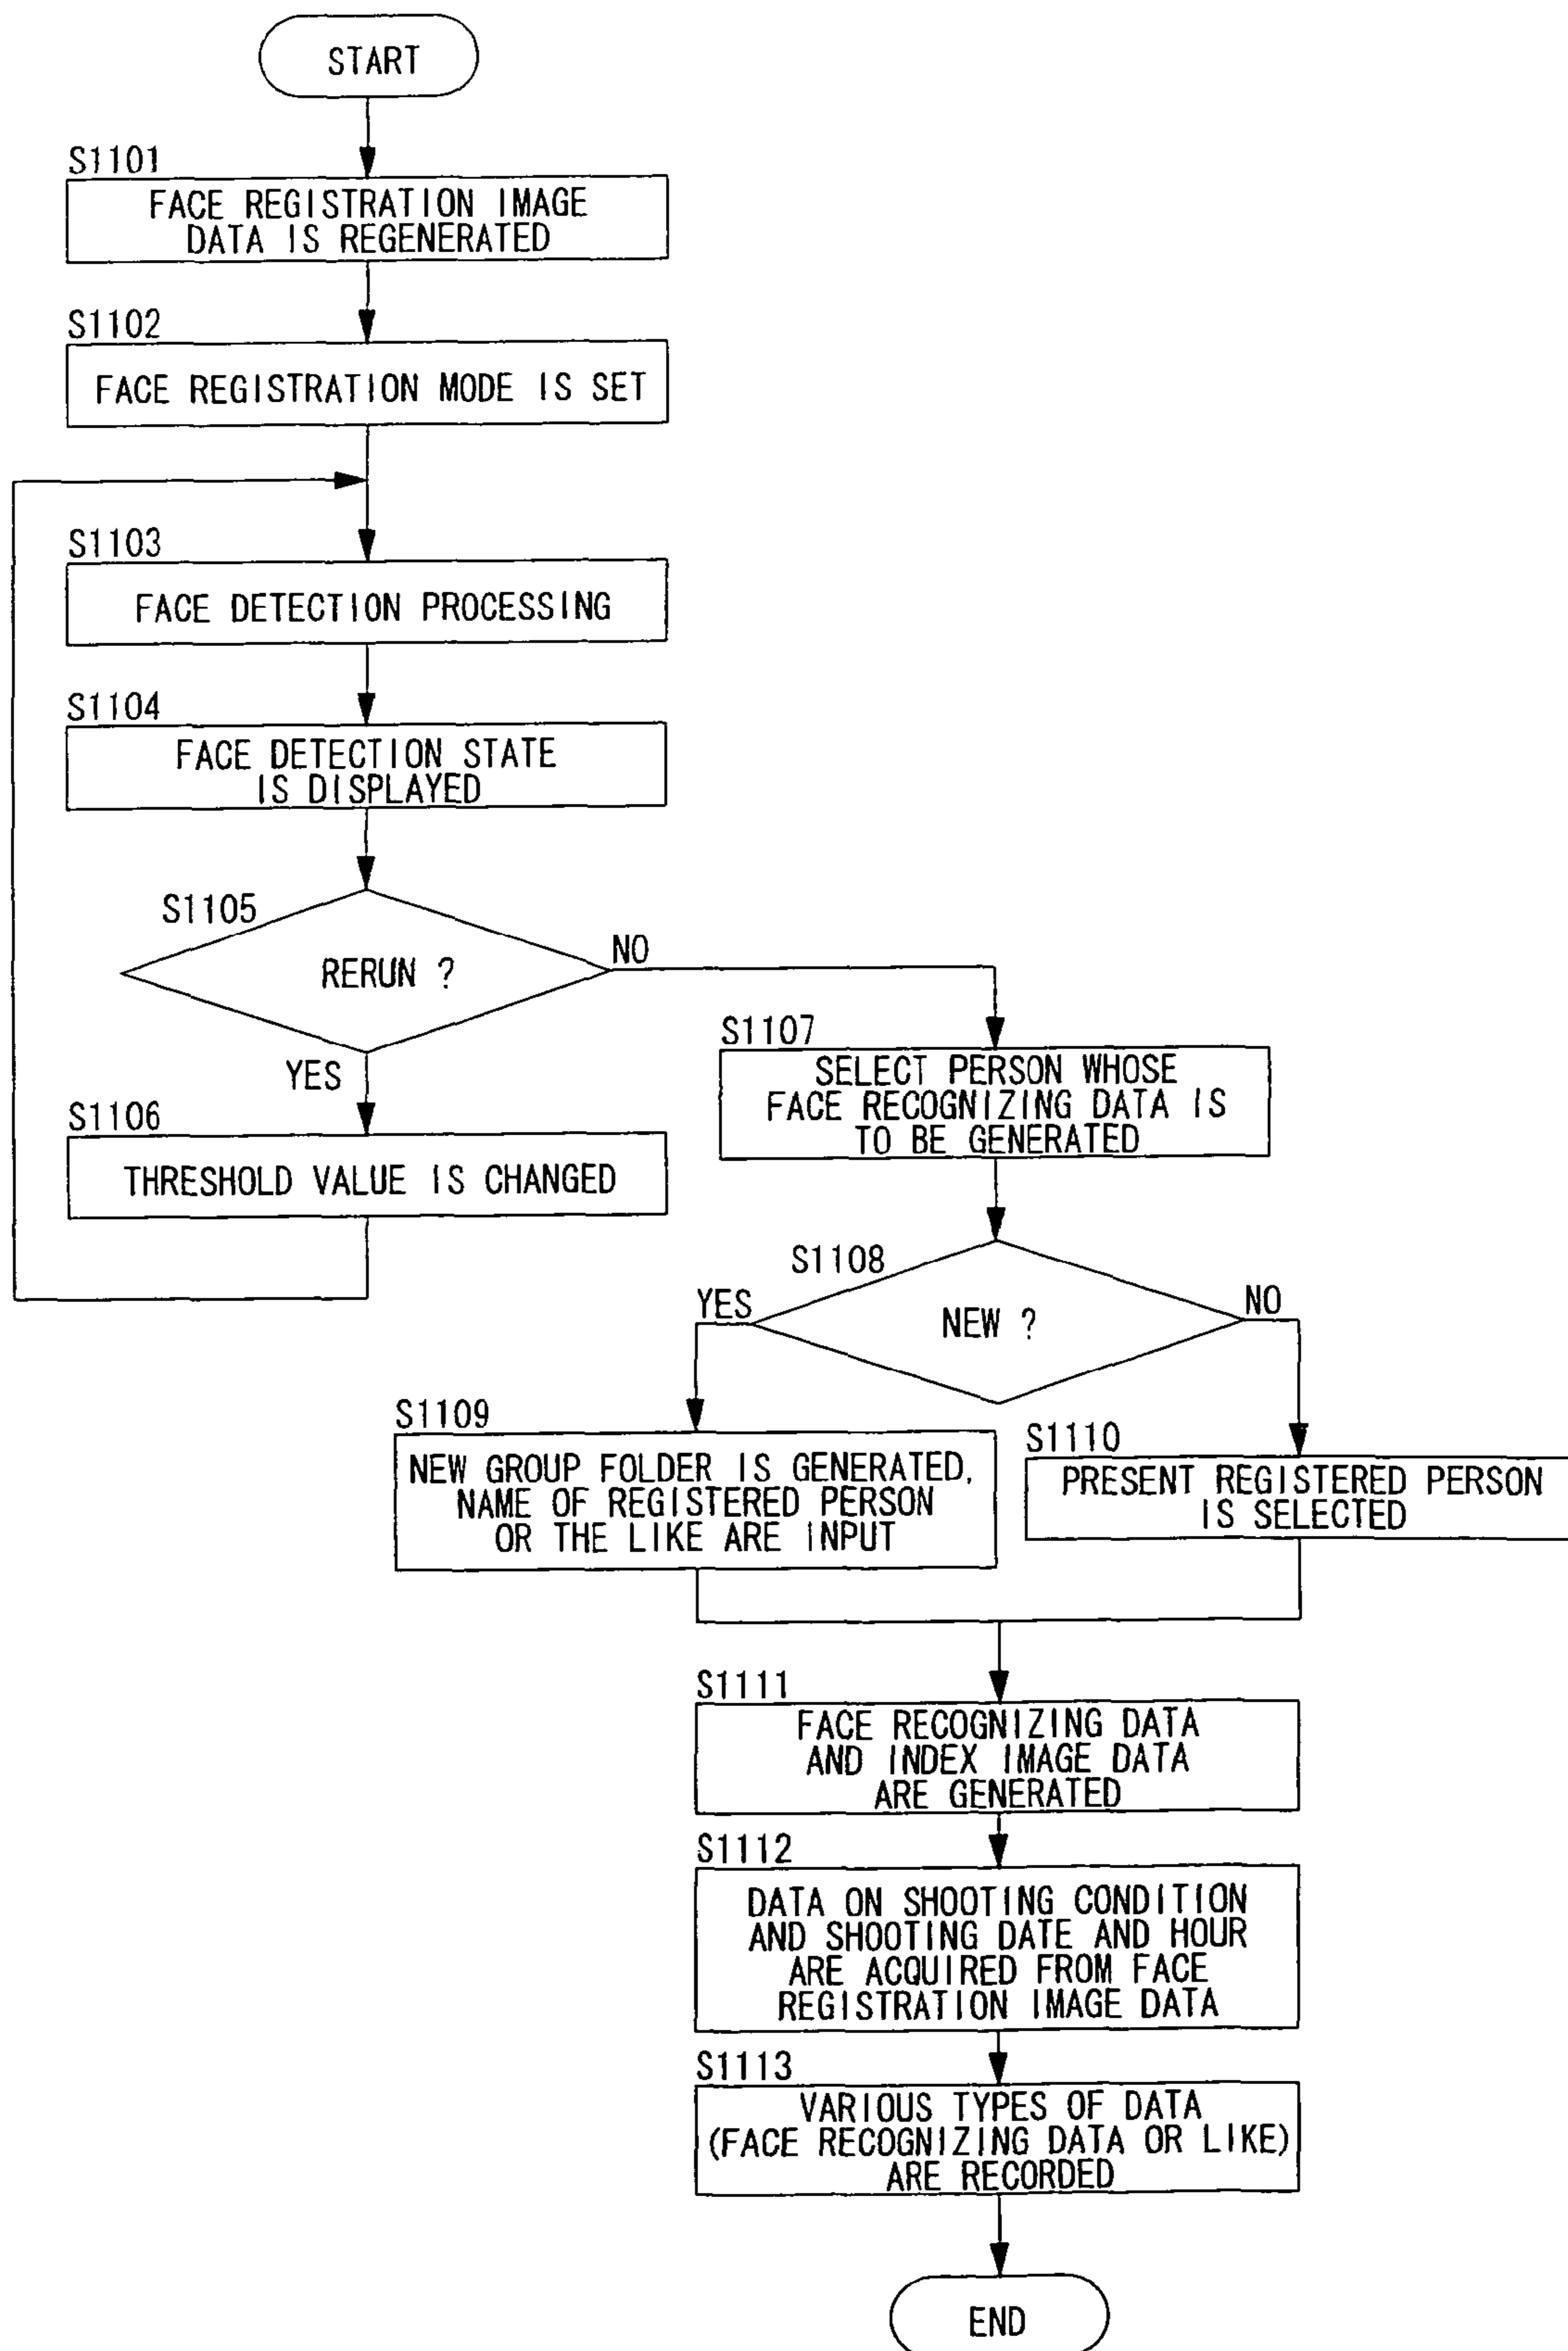 START
S1101
FACE REGISTRATION IMAGE
DATA IS REGENERATED
S1102
FACE REGISTRATION MODE IS SET
S1103
FACE DETECTION PROCESSING
S1104
FACE DETECTION STATE
IS DISPLAYED
S1105
RERUN ?
NO
YES
S1106
THRESHOLD VALUE IS CHANGED
S1107
SELECT PERSON WHOSE
FACE RECOGNIZING DATA IS
TO BE GENERATED
S1108
NEW ?
YES
NO
S1109
NEW GROUP FOLDER IS GENERATED,
NAME OF REGISTERED PERSON
OR THE LIKE ARE INPUT
S1110
PRESENT REGISTERED PERSON
IS SELECTED
S1111
FACE RECOGNIZING DATA
AND INDEX IMAGE DATA
ARE GENERATED
S1112
DATA ON SHOOTING CONDITION
AND SHOOTING DATE AND HOUR
ARE ACQUIRED FROM FACE
REGISTRATION IMAGE DATA
S1113
VARIOUS TYPES OF DATA
(FACE RECOGNIZING DATA OR LIKE)
ARE RECORDED
END